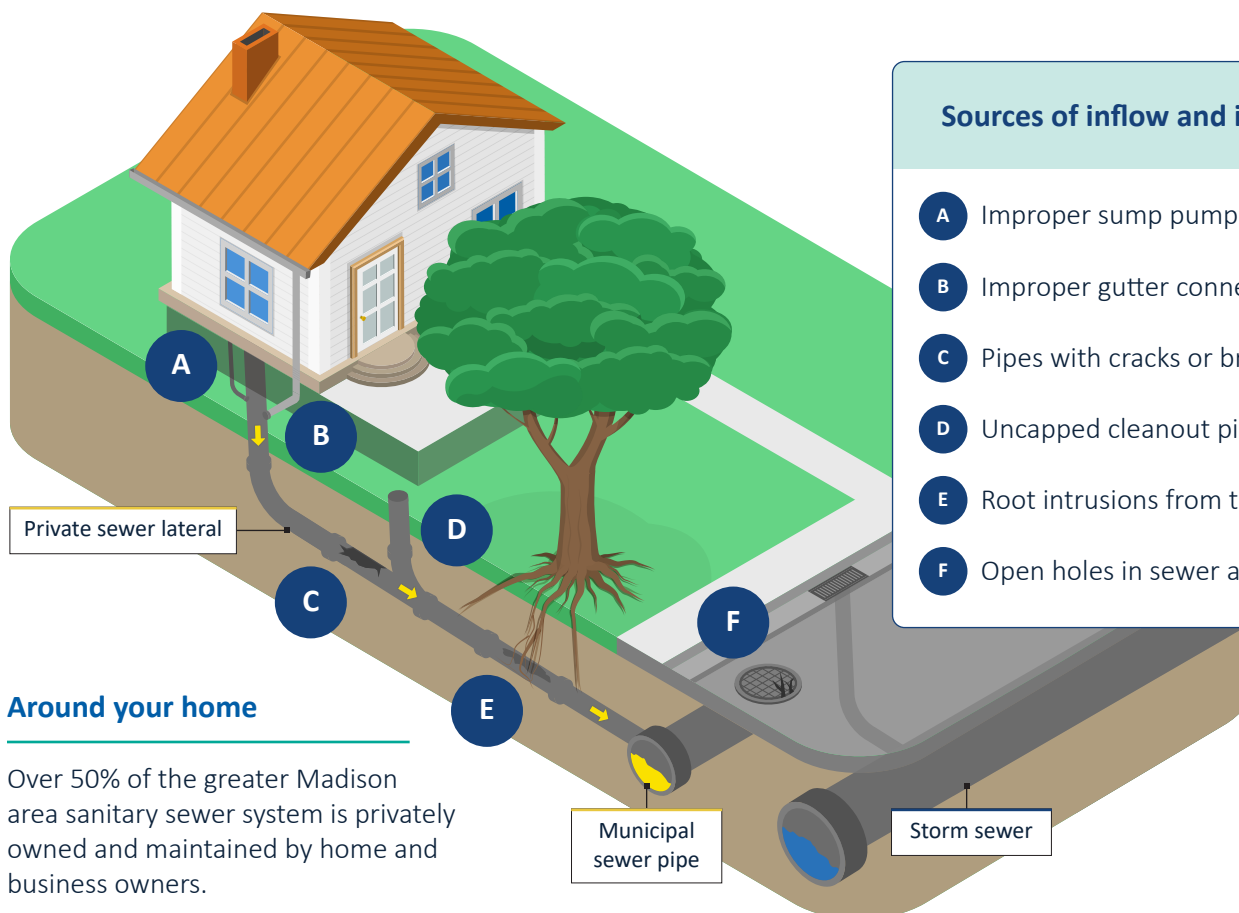 Sources of inflow and i
A Improper sump pump
B Improper gutter conne
C Pipes with cracks or br
D Uncapped cleanout pi
E Root intrusions from t
F Open holes in sewer a
A
B
Private sewer lateral
D
C
F
E
Around your home
Over 50% of the greater Madison
area sanitary sewer system is privately
owned and maintained by home and
business owners.
Municipal
sewer pipe
Storm sewer